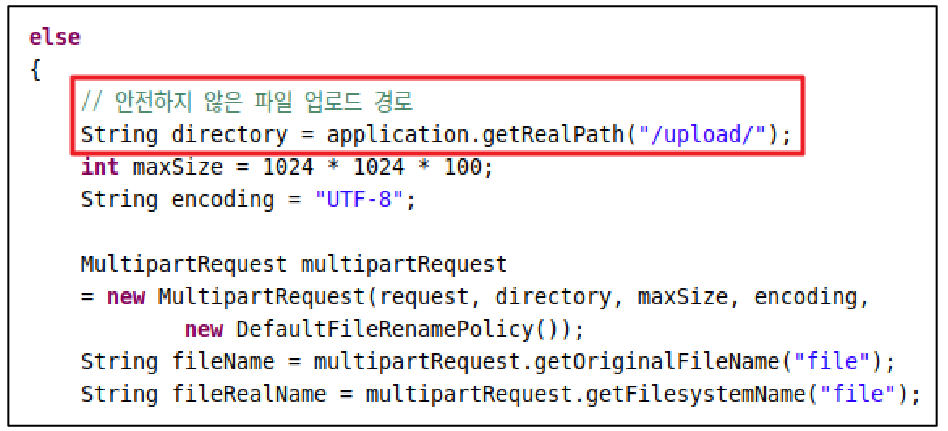 else
{
// 안전하지 않은 파일 업로드 경로
String directory = application.getRealPath("/upload/");
int maxSize = 1024 * 1024 * 100;
String encoding = "UTF-8";
MultipartRequest multipartRequest
= new MultipartRequest(request, directory, maxSize, encoding,
new DefaultFileRenamePolicy());
String fileName = multipartRequest.getOriginalFileName("file");
String fileRealName = multipartRequest.getFilesystemName("file");